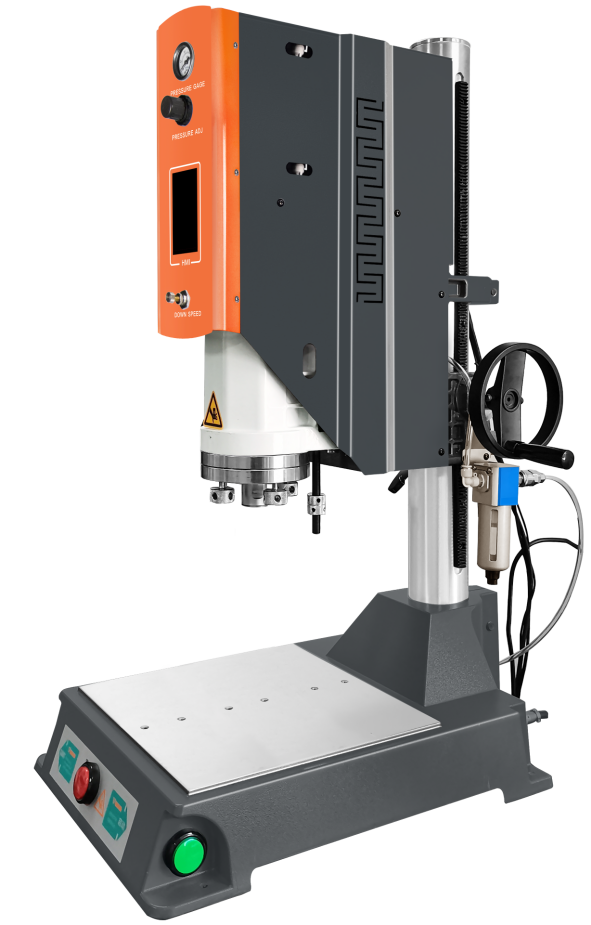 PRESSURE GAGE
PRESSURE ADJ
HMI
DOWN SPEED